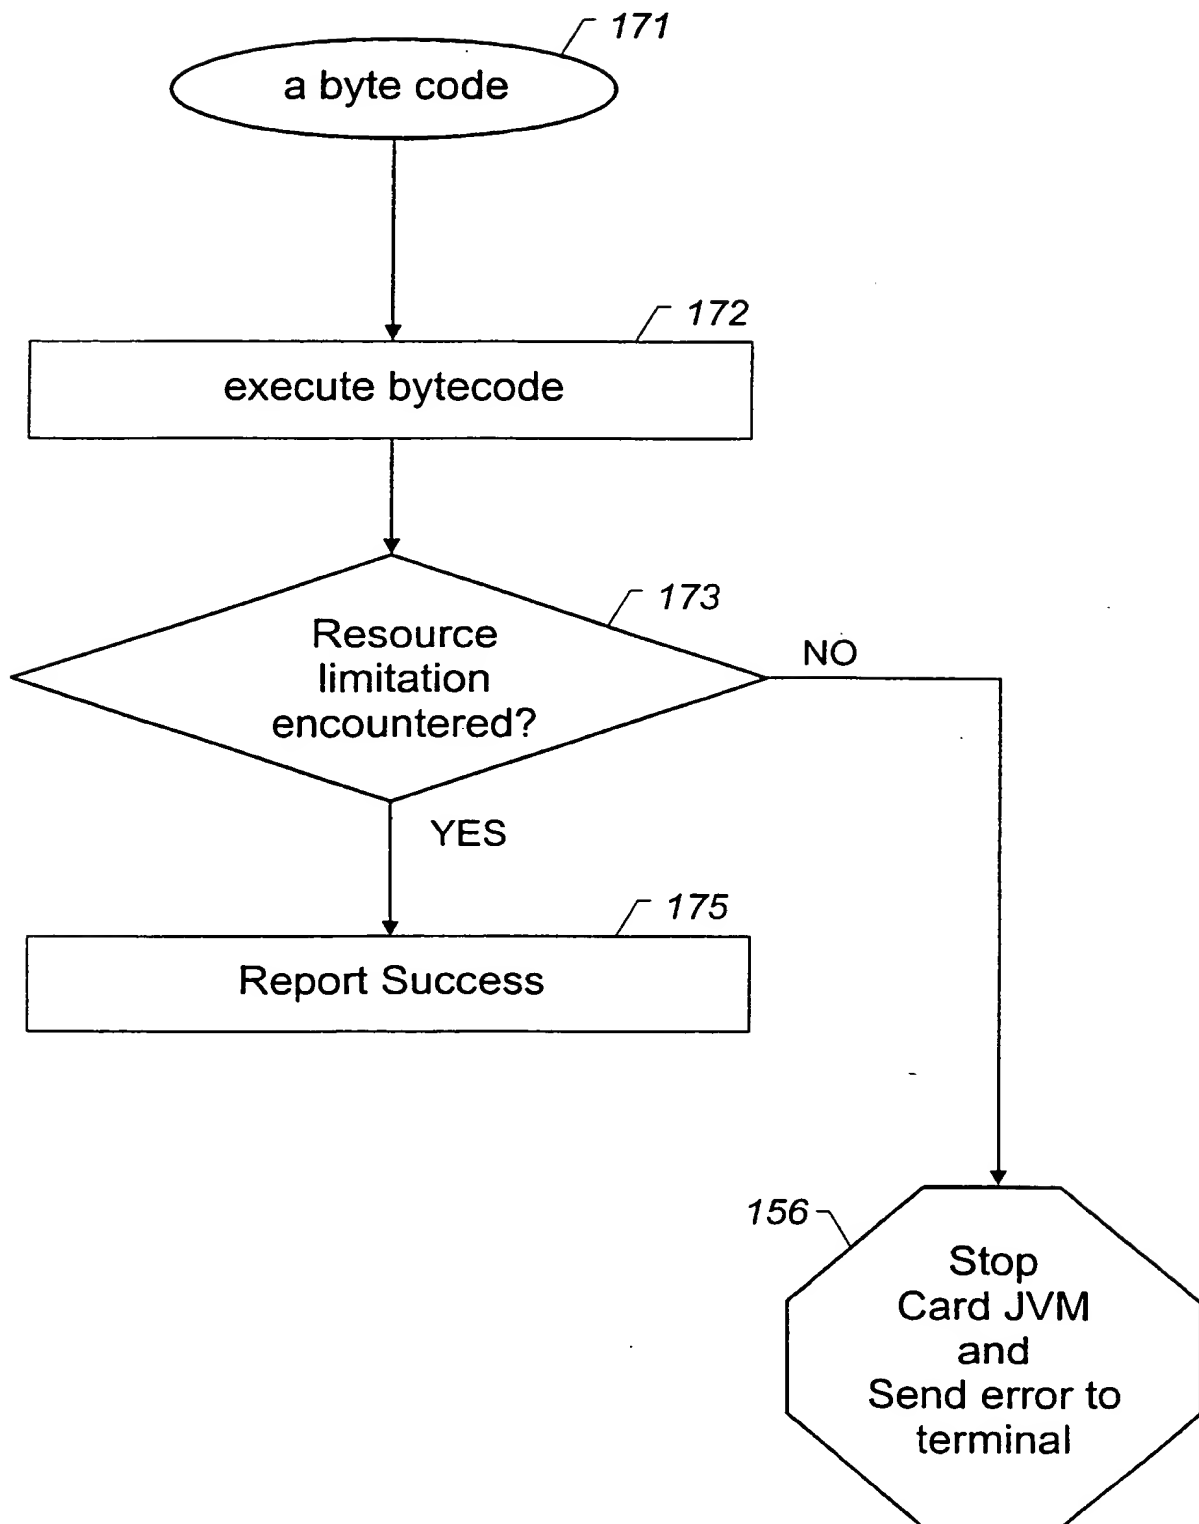 171
a byte code
172
execute bytecode
173
Resource
limitation
encountered?
NO
YES
175
Report Success
156
Stop
Card JVM
and
Send error to
terminal